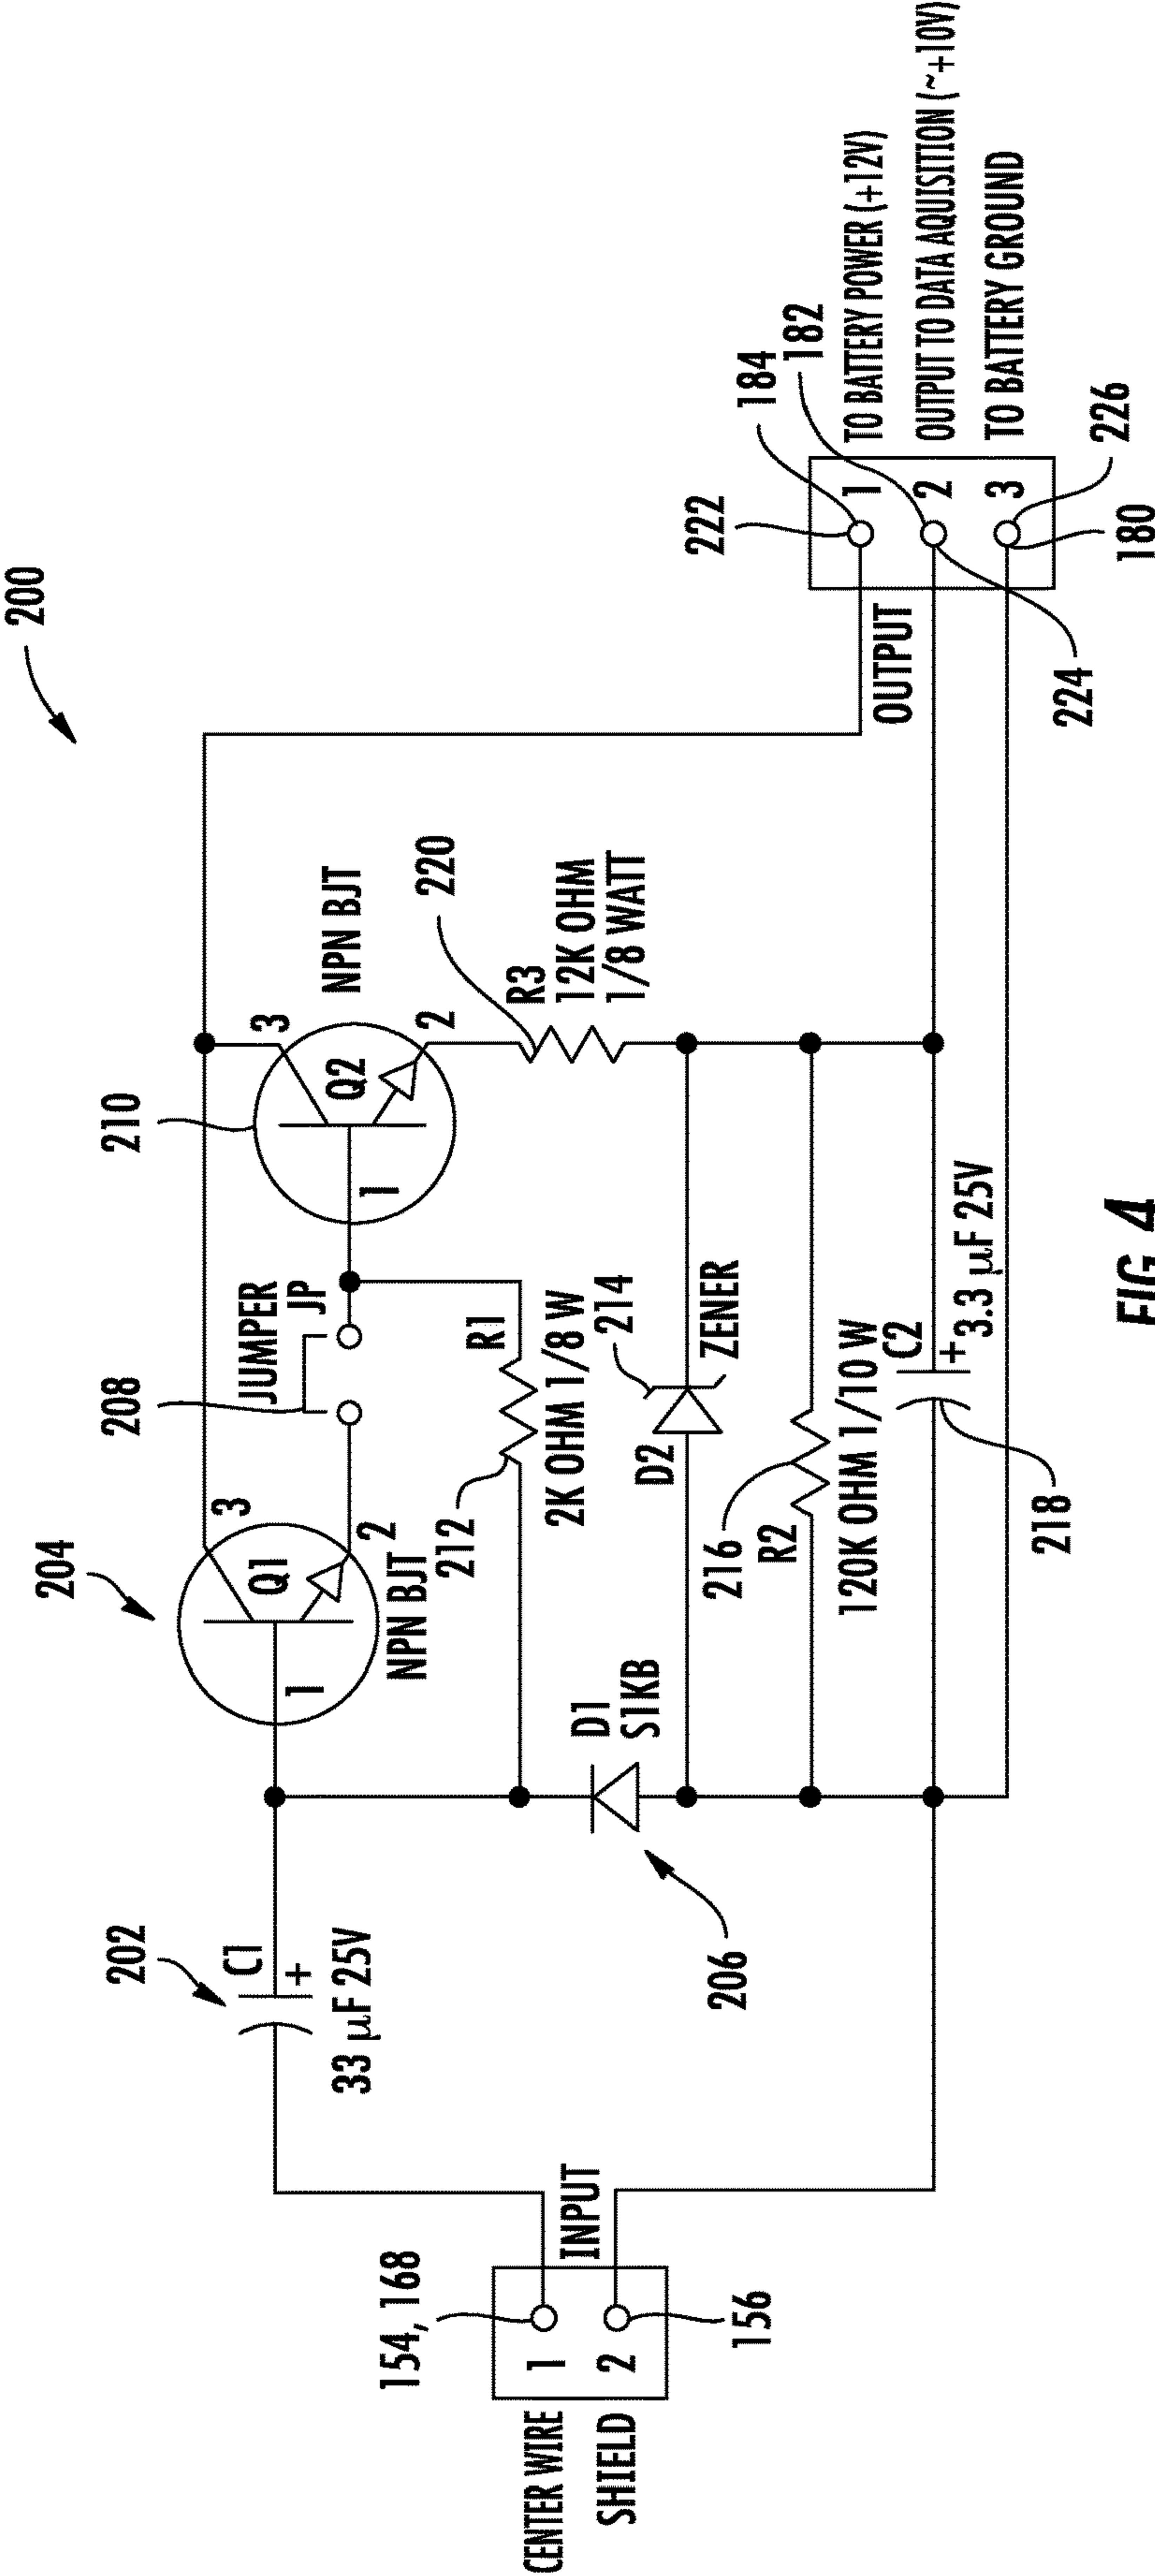 200
204
208
210
202
C1
+
33 µF 25V
1
Q1
3
2
NPN BJT
JUMPER
JP
1
Q2
3
2
NPN BJT
220
R3
12K OHM
1/8 WATT
212
R1
2K OHM 1/8 W
214
D1
S1KB
206
D2
ZENER
216
R2
120K OHM 1/10 W
C2
+
3.3 µF 25V
218
154, 168
INPUT
CENTER WIRE
1
SHIELD
2
156
222
184
182
1
TO BATTERY POWER (+12V)
OUTPUT
2
OUTPUT TO DATA AQUISITION (~+10V)
3
TO BATTERY GROUND
224
226
180
FIG. 4